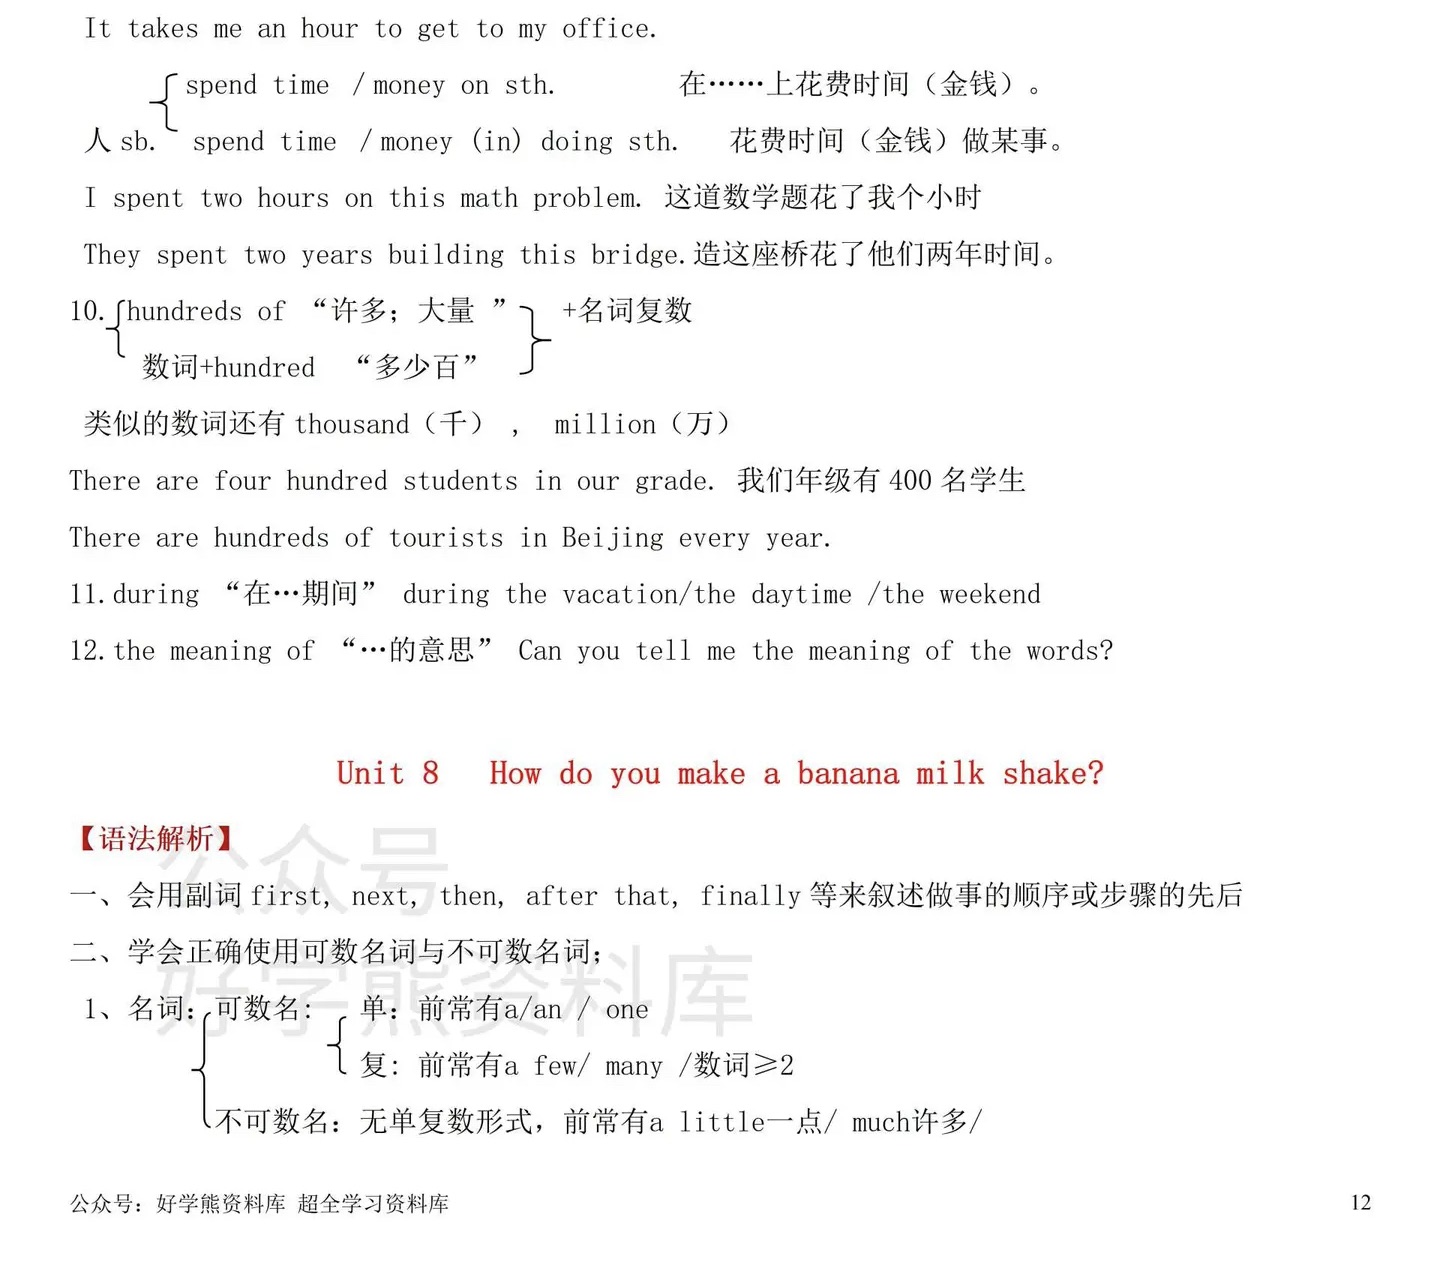 It takes me an hour to get to my office.
spend time /money on sth. 在……上花费时间（金钱）。
人 sb. spend time /money (in) doing sth. 花费时间（金钱）做某事。
I spent two hours on this math problem. 这道数学题花了我个小时
They spent two years building this bridge.造这座桥花了他们两年时间。
10. hundreds of “许多；大量 ” +名词复数
数词+hundred “多少百”
类似的数词还有 thousand（千） , million（万）
There are four hundred students in our grade. 我们年级有 400 名学生
There are hundreds of tourists in Beijing every year.
11.during “在…期间” during the vacation/the daytime /the weekend
12.the meaning of “…的意思” Can you tell me the meaning of the words?
Unit 8 How do you make a banana milk shake?
【语法解析】
一、会用副词 first, next, then, after that, finally 等来叙述做事的顺序或步骤的先后
二、学会正确使用可数名词与不可数名词；
1、名词：可数名： 单：前常有a/an / one
复: 前常有a few/ many /数词≥2
不可数名：无单复数形式，前常有a little一点/ much许多/
公众号
好学熊资料库
公众号：好学熊资料库 超全学习资料库 12